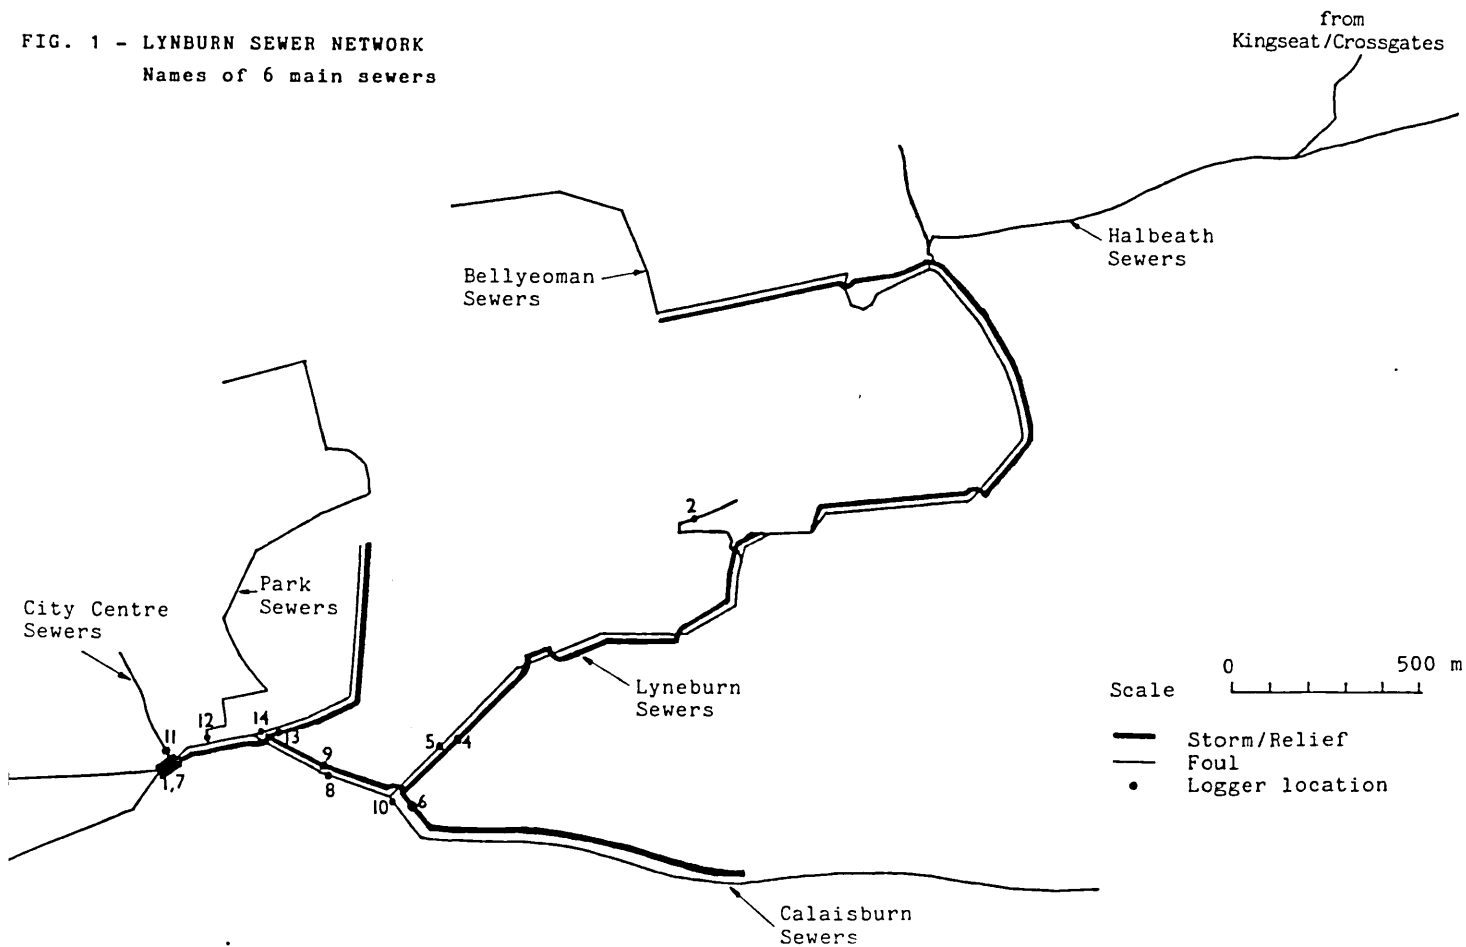 FIG. 1 - LYNBURN SEWER NETWORK
Names of 6 main sewers
from
Kingseat/Crossgates
Halbeath
Sewers
Bellyeoman
Sewers
2
Park
Sewers
City Centre
Sewers
Lyneburn
Sewers
11
12
14
13
1,7
9
8
5
4
10
6
0 500 m
Scale
Storm/Relief
Foul
Logger location
Calaisburn
Sewers